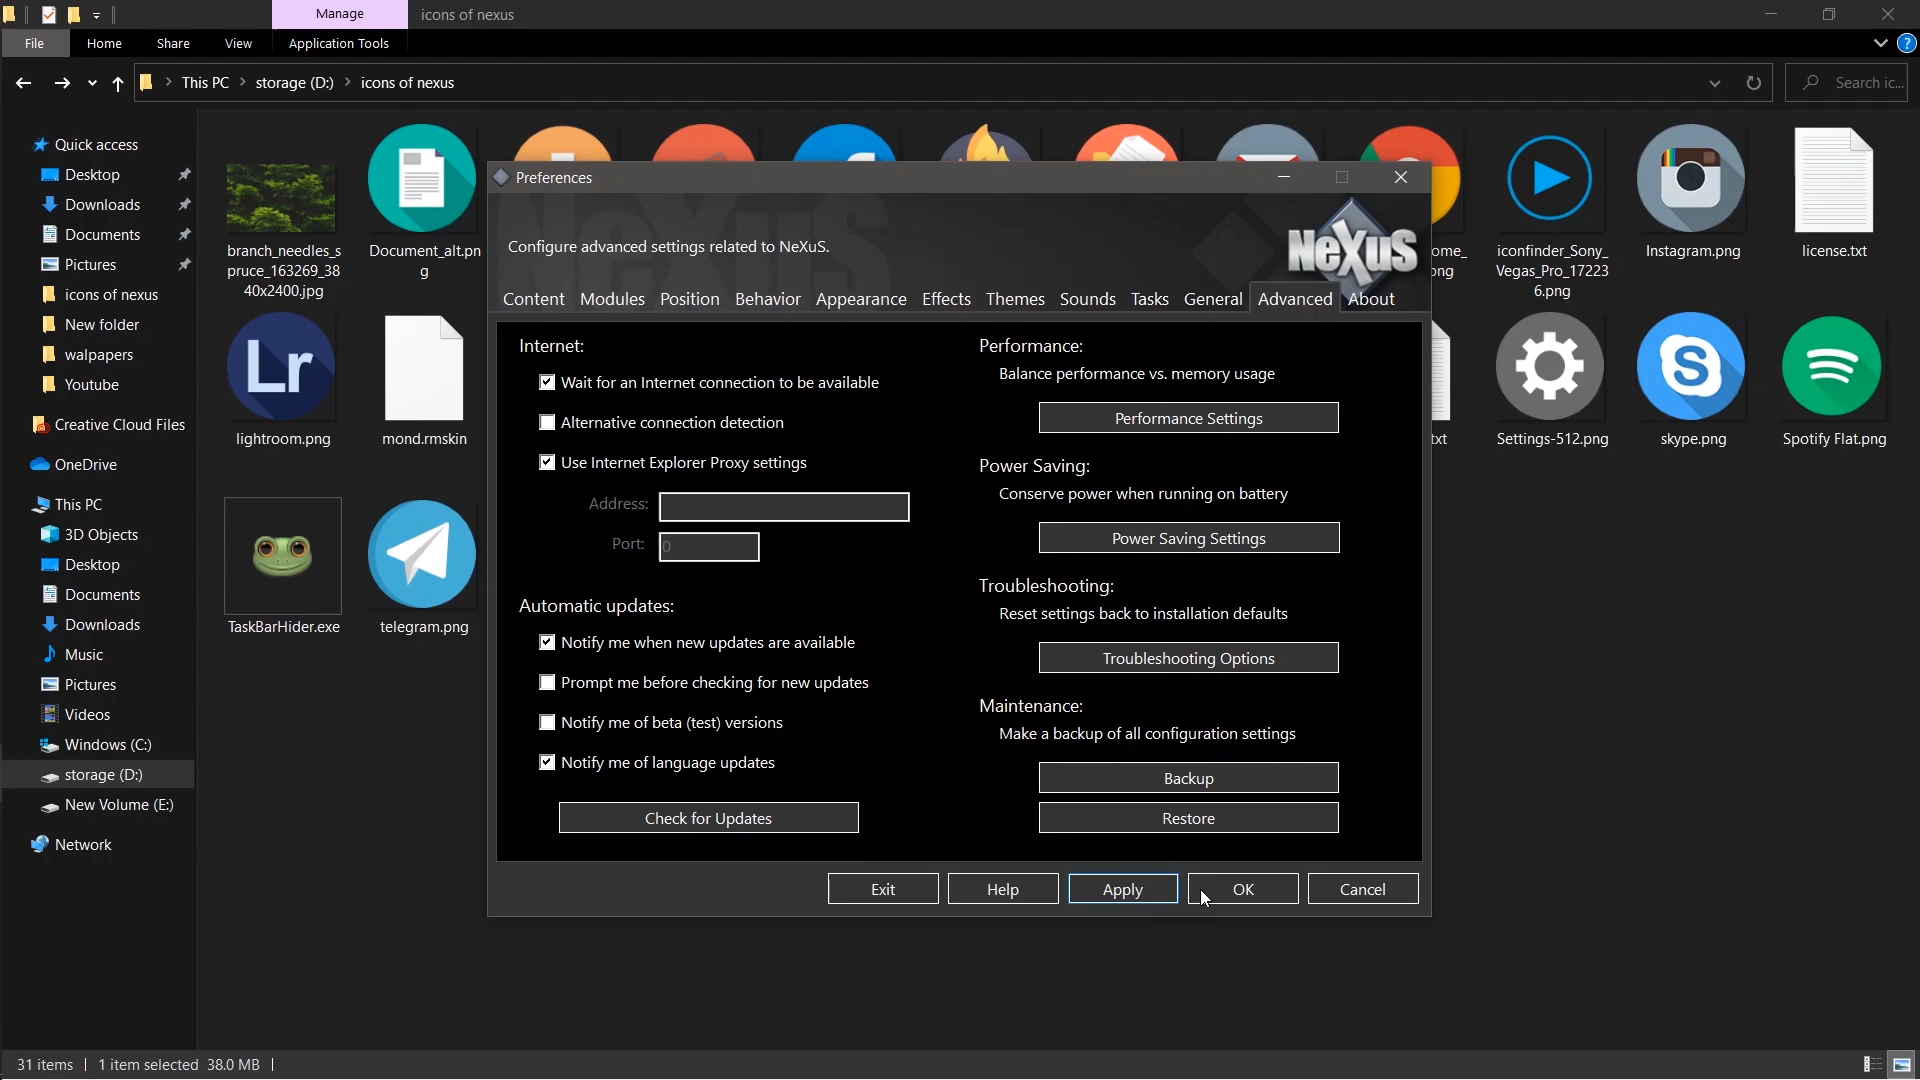 Manage
icons of nexus
File
Home
Share
View
Application Tools
This PC
storage (D:)
icons of nexus
Search ic...
Quick access
Desktop
Downloads
Documents
Pictures
icons of nexus
New folder
walpapers
Youtube
Creative Cloud Files
OneDrive
This PC
3D Objects
Desktop
Documents
Downloads
Music
Pictures
Videos
Windows (C:)
storage (D:)
New Volume (E:)
Network
branch_needles_s
pruce_163269_38
40x2400.jpg
Document_alt.pn
g
ome_
png
iconfinder_Sony_
Vegas_Pro_17223
6.png
Instagram.png
license.txt
Lr
lightroom.png
mond.rmskin
txt
Settings-512.png
skype.png
Spotify Flat.png
TaskBarHider.exe
telegram.png
Preferences
Configure advanced settings related to NeXuS.
NeXuS
NeXuS
Content
Modules
Position
Behavior
Appearance
Effects
Themes
Sounds
Tasks
General
Advanced
About
Internet:
Wait for an Internet connection to be available
Alternative connection detection
Use Internet Explorer Proxy settings
Address:
Port:
0
Automatic updates:
Notify me when new updates are available
Prompt me before checking for new updates
Notify me of beta (test) versions
Notify me of language updates
Check for Updates
Performance:
Balance performance vs. memory usage
Performance Settings
Power Saving:
Conserve power when running on battery
Power Saving Settings
Troubleshooting:
Reset settings back to installation defaults
Troubleshooting Options
Maintenance:
Make a backup of all configuration settings
Backup
Restore
Exit
Help
Apply
OK
Cancel
31 items
1 item selected 38.0 MB